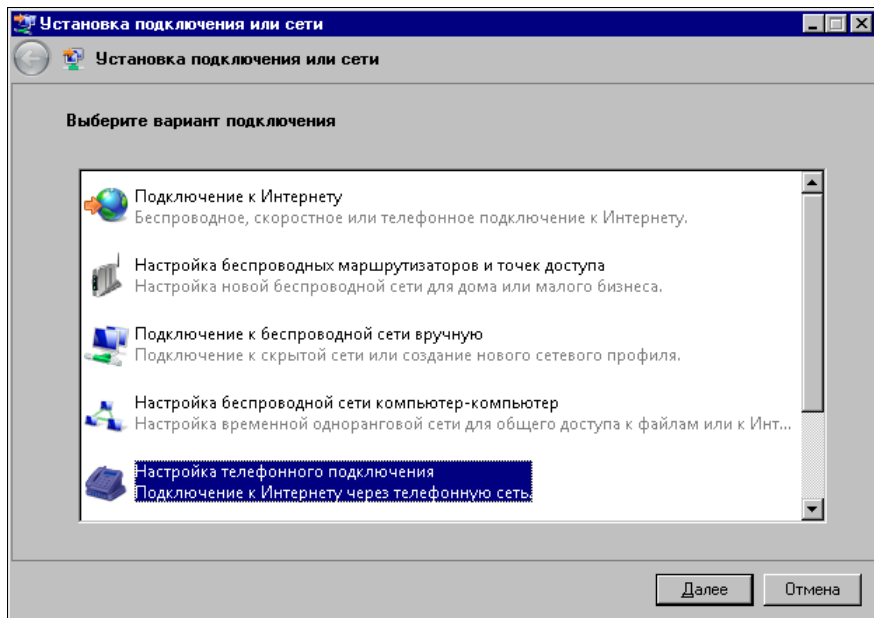 Установка подключения или сети
Установка подключения или сети
Выберите вариант подключения
Подключение к Интернету
Беспроводное, скоростное или телефонное подключение к Интернету.
Настройка беспроводных маршрутизаторов и точек доступа
Настройка новой беспроводной сети для дома или малого бизнеса.
Подключение к беспроводной сети вручную
Подключение к скрытой сети или создание нового сетевого профиля.
Настройка беспроводной сети компьютер-компьютер
Настройка временной одноранговой сети для общего доступа к файлам или к Инт...
Настройка телефонного подключения
Подключение к Интернету через телефонную сеть.
Далее Отмена